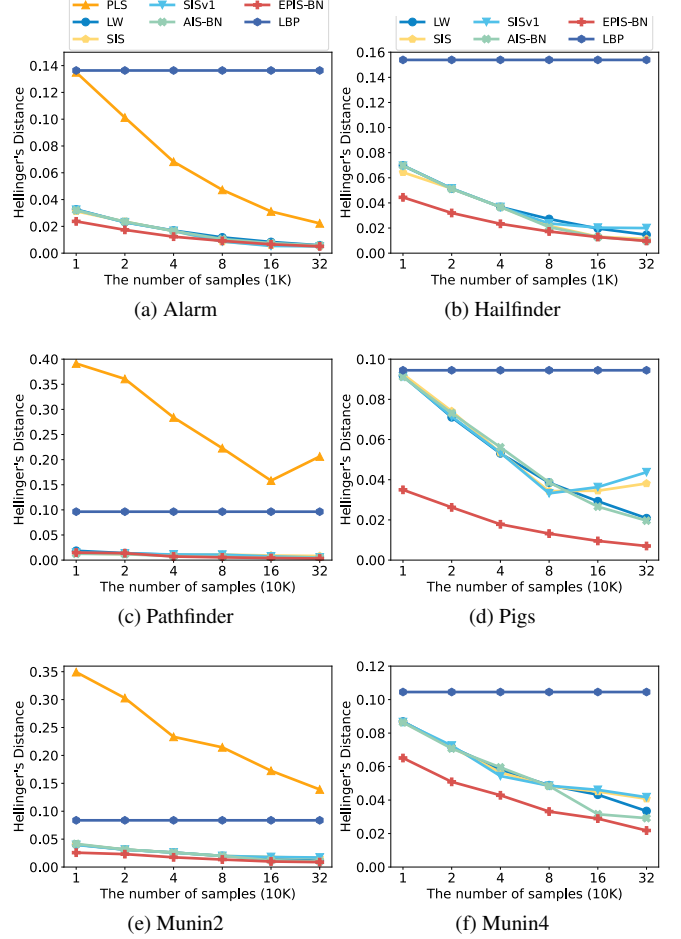 PLS SISv1 EPIS-BN
LW AIS-BN LBP
SIS
LW SISv1 EPIS-BN
SIS AIS-BN LBP
Hellinger's Distance
0.14
0.12
0.10
0.08
0.06
0.04
0.02
0.00
1 2 4 8 16 32
The number of samples (1K)
(a) Alarm
Hellinger's Distance
0.16
0.14
0.12
0.10
0.08
0.06
0.04
0.02
0.00
1 2 4 8 16 32
The number of samples (1K)
(b) Hailfinder
Hellinger's Distance
0.40
0.35
0.30
0.25
0.20
0.15
0.10
0.05
0.00
1 2 4 8 16 32
The number of samples (10K)
(c) Pathfinder
Hellinger's Distance
0.10
0.08
0.06
0.04
0.02
0.00
1 2 4 8 16 32
The number of samples (10K)
(d) Pigs
Hellinger's Distance
0.35
0.30
0.25
0.20
0.15
0.10
0.05
0.00
1 2 4 8 16 32
The number of samples (10K)
(e) Munin2
Hellinger's Distance
0.12
0.10
0.08
0.06
0.04
0.02
0.00
1 2 4 8 16 32
The number of samples (10K)
(f) Munin4